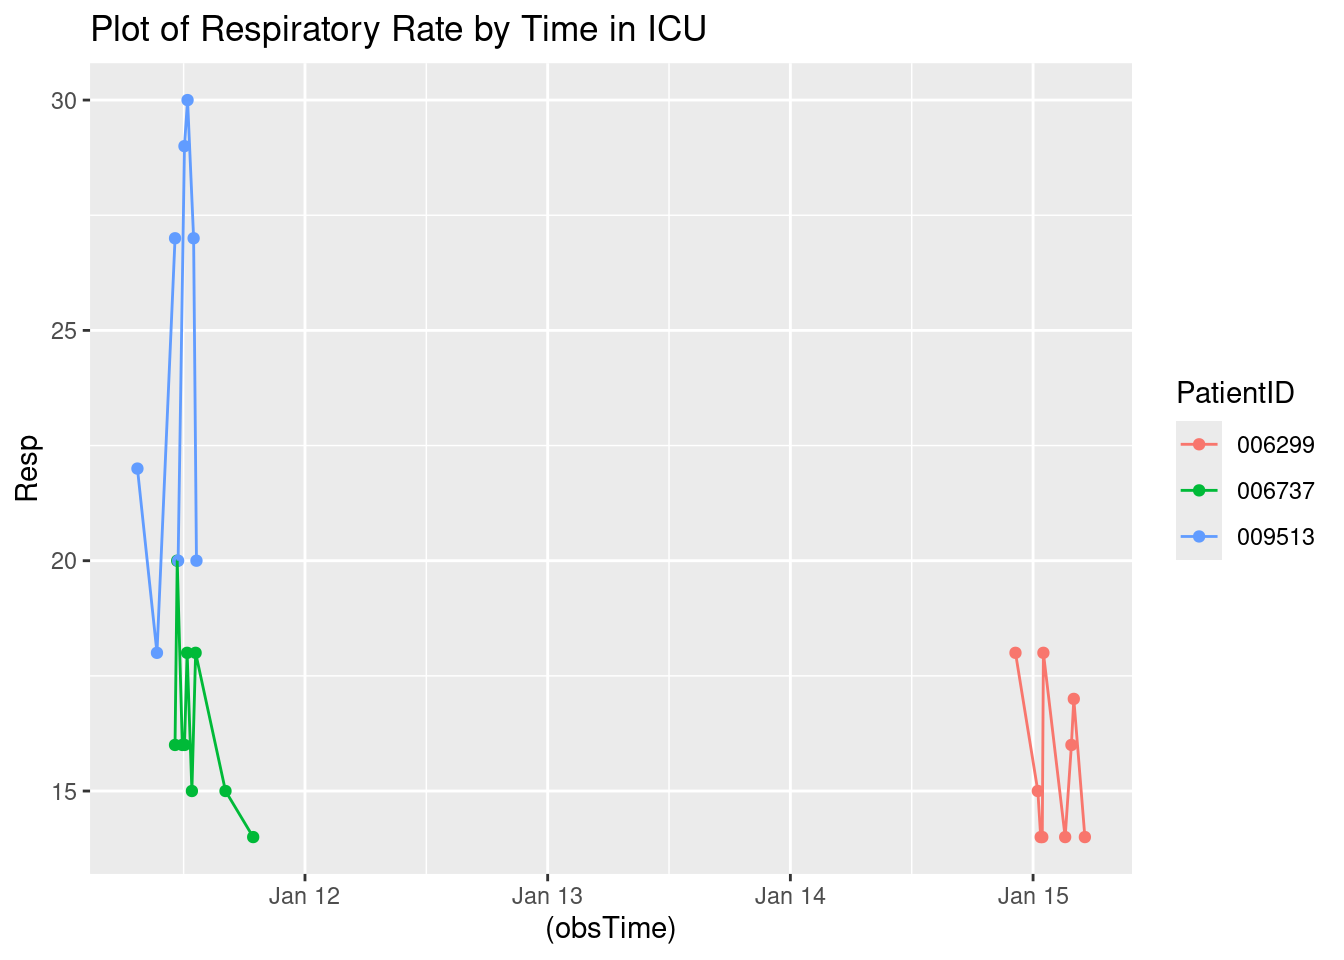 Plot of Respiratory Rate by Time in ICU
30
25
20
15
Resp
Jan 12 Jan 13 Jan 14 Jan 15
(obsTime)
PatientID
006299
006737
009513